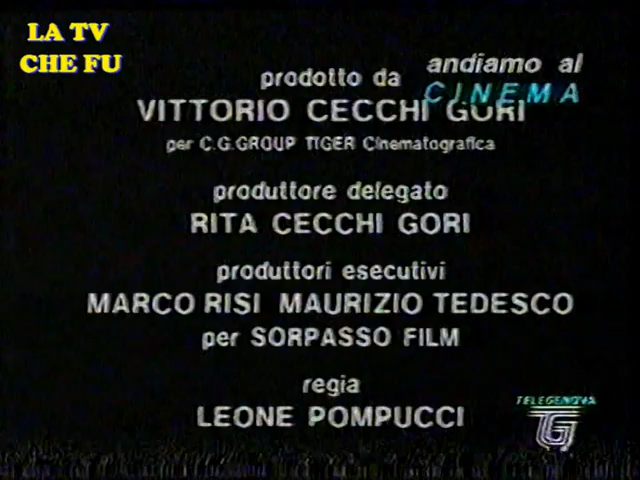 LA TV
CHE FU
andiamo al
CINEMA
prodotto da
VITTORIO CECCHI GORI
per C.G.GROUP TIGER Cinematografica
produttore delegato
RITA CECCHI GORI
produttori esecutivi
MARCO RISI MAURIZIO TEDESCO
per SORPASSO FILM
regia
LEONE POMPUCCI
TELEGENOVA
TG